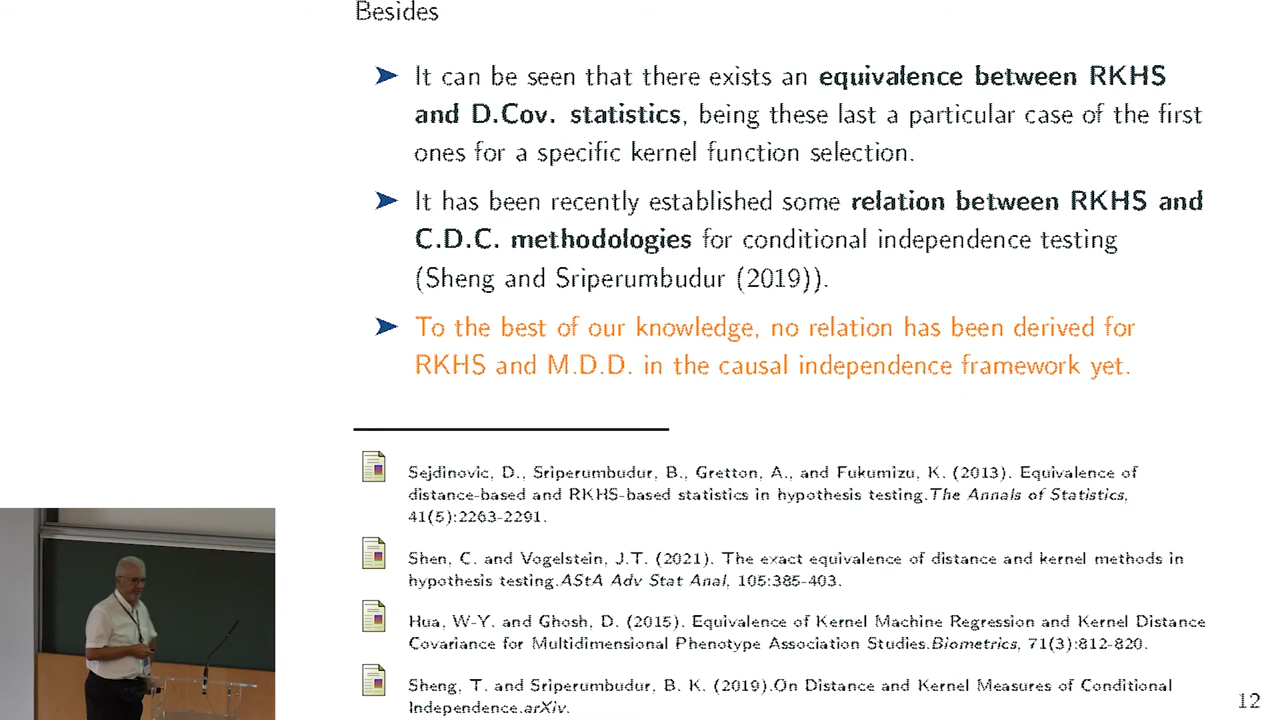 Besides
It can be seen that there exists an equivalence between RKHS
and D.Cov. statistics, being these last a particular case of the first
ones for a specific kernel function selection.
It has been recently established some relation between RKHS and
C.D.C. methodologies for conditional independence testing
(Sheng and Sriperumbudur (2019)).
To the best of our knowledge, no relation has been derived for
RKHS and M.D.D. in the causal independence framework yet.
Sejdinovic, D., Sriperumbudur, B., Gretton, A., and Fukumizu, K. (2013). Equivalence of
distance-based and RKHS-based statistics in hypothesis testing.The Annals of Statistics,
41(5):2263-2291.
Shen, C. and Vogelstein, J.T. (2021). The exact equivalence of distance and kernel methods in
hypothesis testing.AStA Adv Stat Anal, 105:385-403.
Hua, W-Y. and Ghosh, D. (2015). Equivalence of Kernel Machine Regression and Kernel Distance
Covariance for Multidimensional Phenotype Association Studies.Biometrics, 71(3):812-820.
Sheng, T. and Sriperumbudur, B. K. (2019).On Distance and Kernel Measures of Conditional
Independence.arXiv.
12